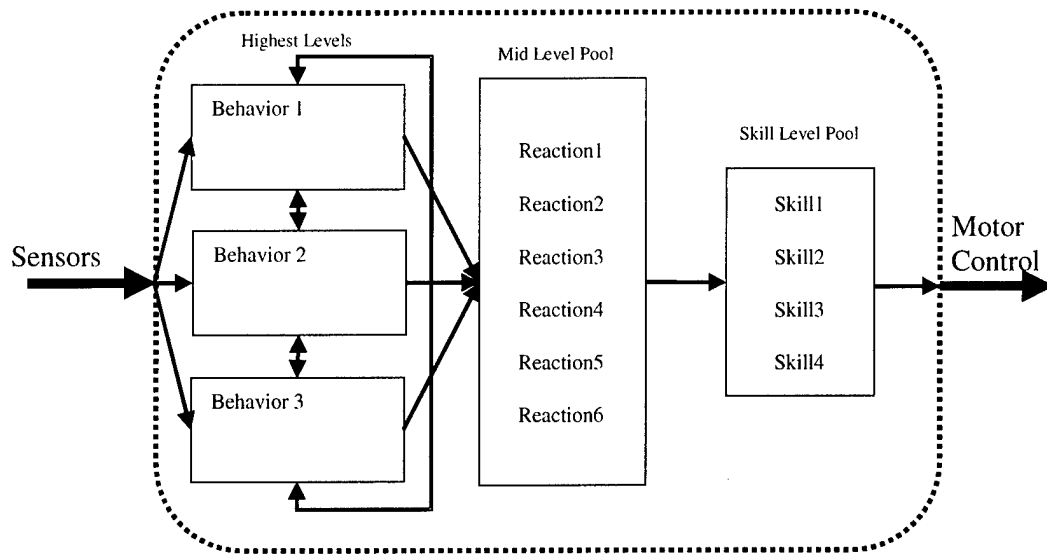 Highest Levels
Mid Level Pool
Behavior 1
Behavior 2
Behavior 3
Reaction1
Reaction2
Reaction3
Reaction4
Reaction5
Reaction6
Skill Level Pool
Skill1
Skill2
Skill3
Skill4
Sensors
Motor
Control